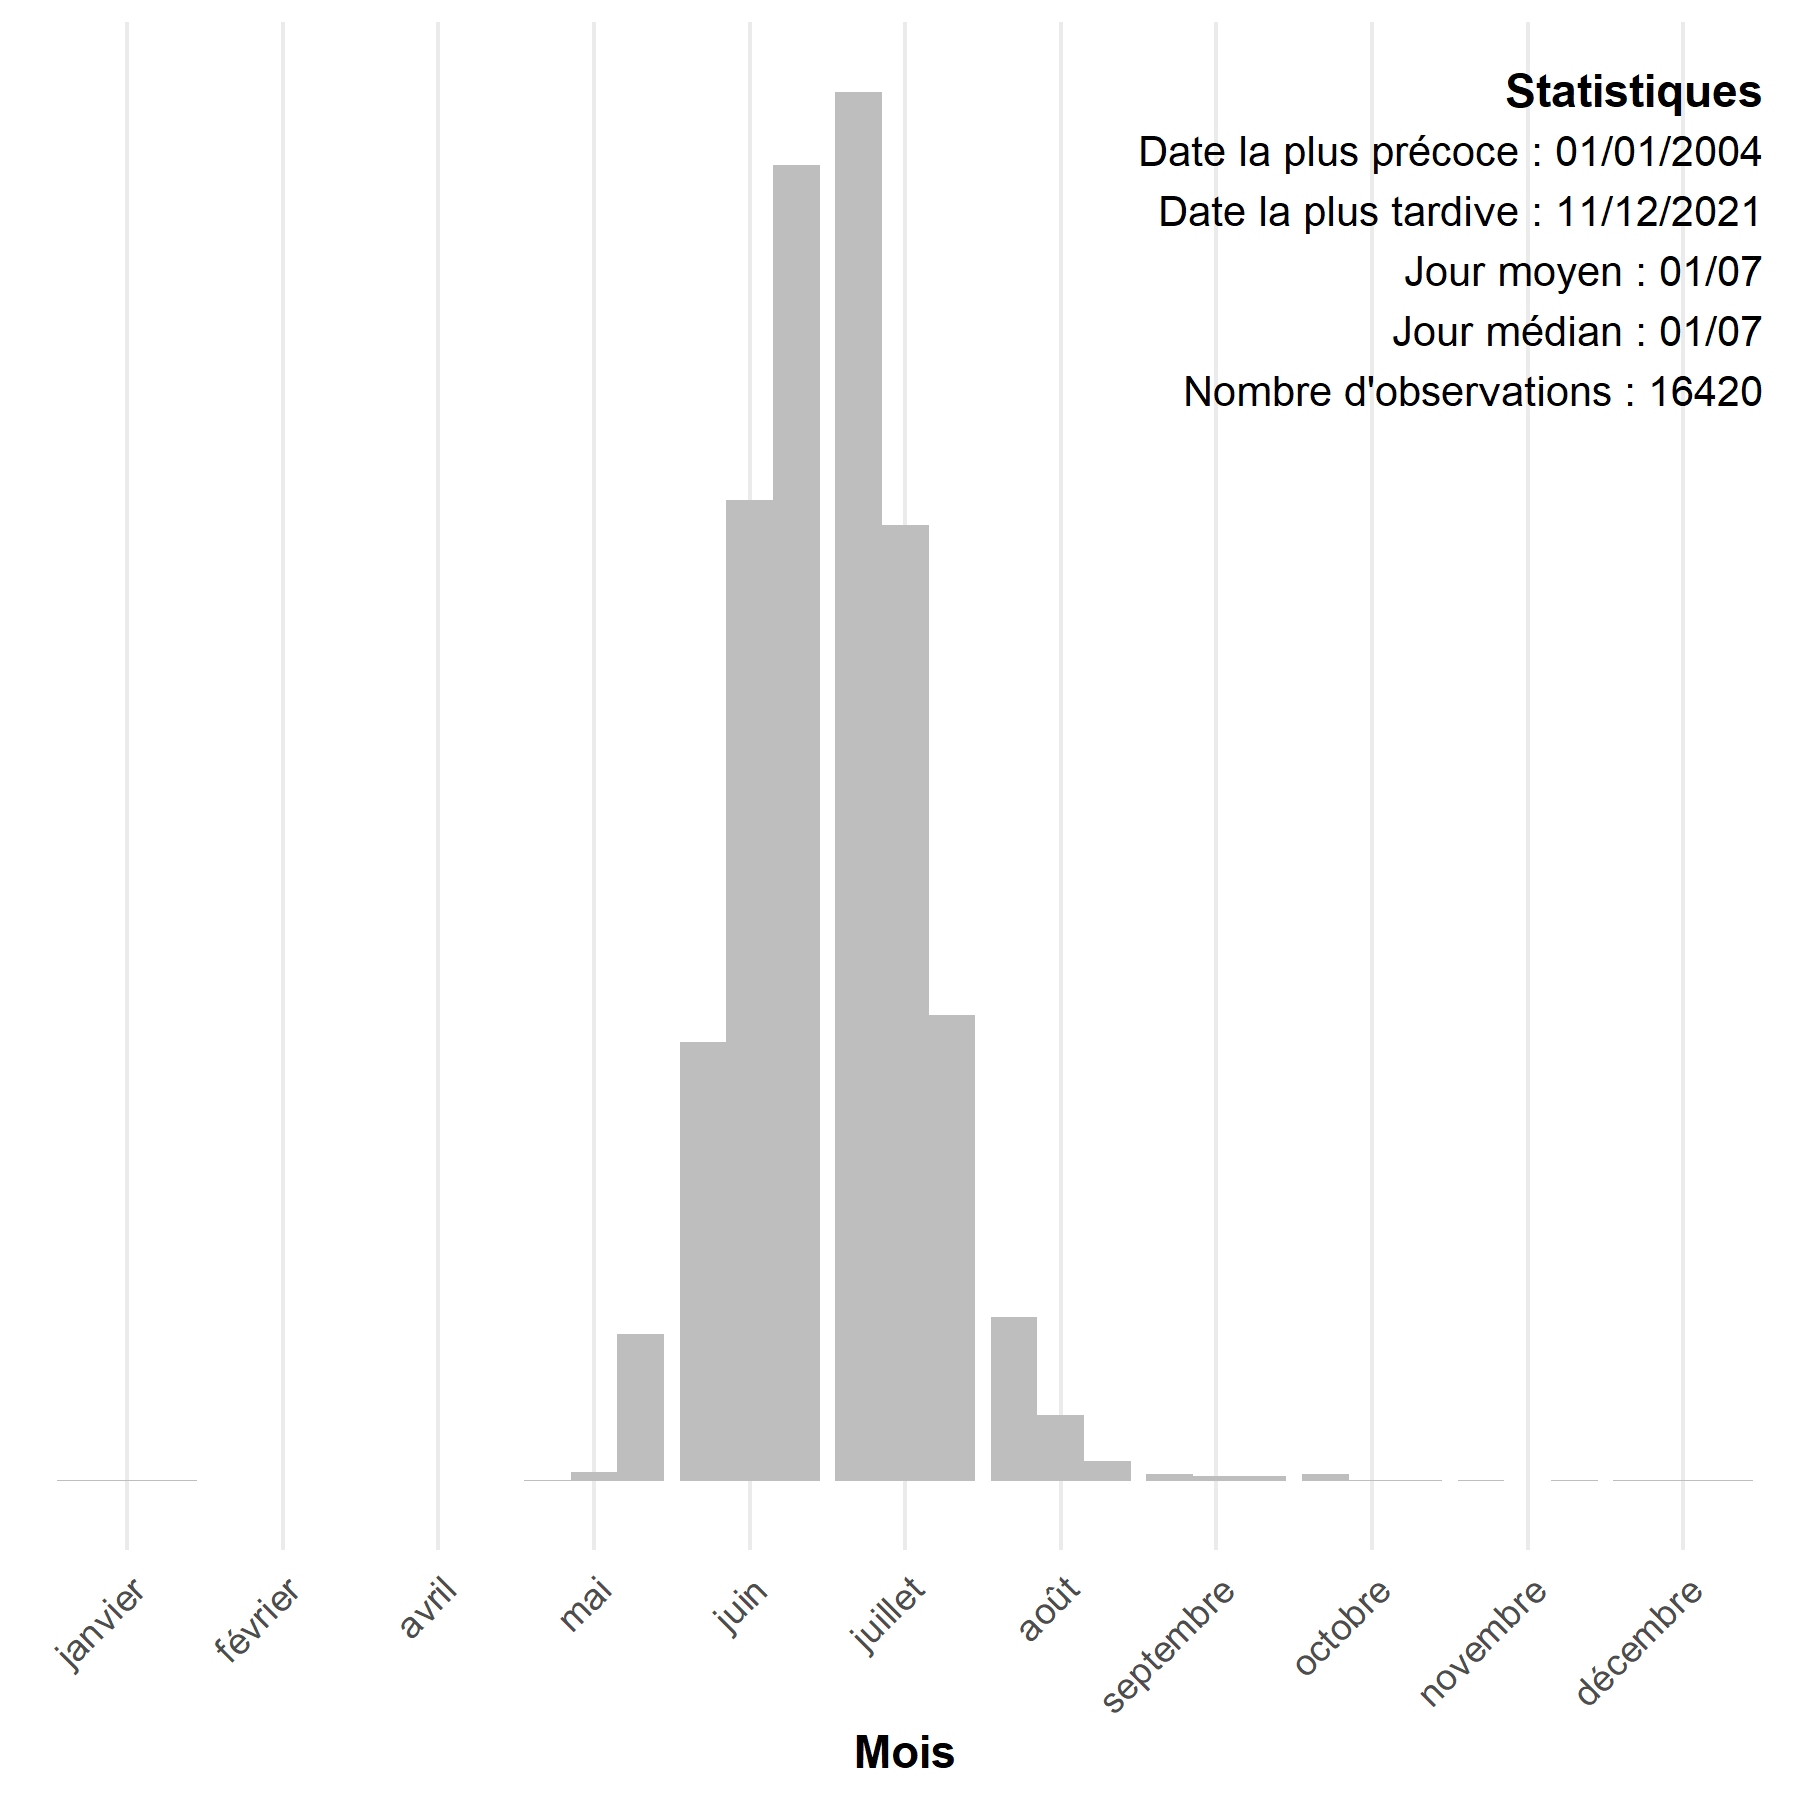 Statistiques
Date la plus précoce : 01/01/2004
Date la plus tardive : 11/12/2021
Jour moyen : 01/07
Jour médian : 01/07
Nombre d'observations : 16420
janvier
février
avril
mai
juin
juillet
août
septembre
octobre
novembre
décembre
Mois